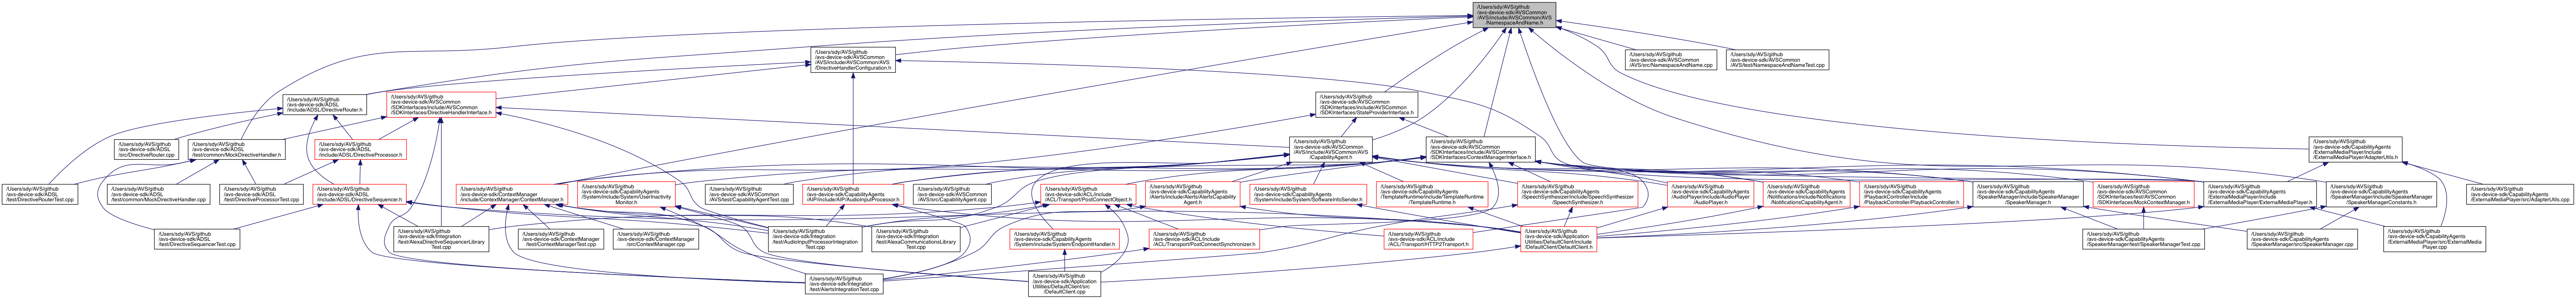 /Users/sdy/AVS/github
/avs-device-sdk/AVSCommon
/AVS/include/AVSCommon/AVS
/NamespaceAndName.h
/Users/sdy/AVS/github
/avs-device-sdk/AVSCommon
/AVS/include/AVSCommon/AVS
/DirectiveHandlerConfiguration.h
/Users/sdy/AVS/github
/avs-device-sdk/AVSCommon
/AVS/src/NamespaceAndName.cpp
/Users/sdy/AVS/github
/avs-device-sdk/AVSCommon
/AVS/test/NamespaceAndNameTest.cpp
/Users/sdy/AVS/github
/avs-device-sdk/ADSL
/include/ADSL/DirectiveRouter.h
/Users/sdy/AVS/github
/avs-device-sdk/AVSCommon
/SDKInterfaces/include/AVSCommon
/SDKInterfaces/DirectiveHandlerInterface.h
/Users/sdy/AVS/github
/avs-device-sdk/AVSCommon
/SDKInterfaces/include/AVSCommon
/SDKInterfaces/StateProviderInterface.h
/Users/sdy/AVS/github
/avs-device-sdk/ADSL
/src/DirectiveRouter.cpp
/Users/sdy/AVS/github
/avs-device-sdk/ADSL
/test/common/MockDirectiveHandler.h
/Users/sdy/AVS/github
/avs-device-sdk/ADSL
/include/ADSL/DirectiveProcessor.h
/Users/sdy/AVS/github
/avs-device-sdk/AVSCommon
/AVS/include/AVSCommon/AVS
/CapabilityAgent.h
/Users/sdy/AVS/github
/avs-device-sdk/AVSCommon
/SDKInterfaces/include/AVSCommon
/SDKInterfaces/ContextManagerInterface.h
/Users/sdy/AVS/github
/avs-device-sdk/CapabilityAgents
/ExternalMediaPlayer/include
/ExternalMediaPlayer/AdapterUtils.h
/Users/sdy/AVS/github
/avs-device-sdk/ADSL
/test/DirectiveRouterTest.cpp
/Users/sdy/AVS/github
/avs-device-sdk/ADSL
/test/common/MockDirectiveHandler.cpp
/Users/sdy/AVS/github
/avs-device-sdk/ADSL
/test/DirectiveProcessorTest.cpp
/Users/sdy/AVS/github
/avs-device-sdk/ADSL
/include/ADSL/DirectiveSequencer.h
/Users/sdy/AVS/github
/avs-device-sdk/ContextManager
/include/ContextManager/ContextManager.h
/Users/sdy/AVS/github
/avs-device-sdk/CapabilityAgents
/System/include/System/UserInactivity
Monitor.h
/Users/sdy/AVS/github
/avs-device-sdk/AVSCommon
/AVS/test/CapabilityAgentTest.cpp
/Users/sdy/AVS/github
/avs-device-sdk/CapabilityAgents
/AIP/include/AIP/AudioInputProcessor.h
/Users/sdy/AVS/github
/avs-device-sdk/AVSCommon
/AVS/src/CapabilityAgent.cpp
/Users/sdy/AVS/github
/avs-device-sdk/ACL/include
/ACL/Transport/PostConnectObject.h
/Users/sdy/AVS/github
/avs-device-sdk/CapabilityAgents
/Alerts/include/Alerts/AlertsCapability
Agent.h
/Users/sdy/AVS/github
/avs-device-sdk/CapabilityAgents
/System/include/System/SoftwareInfoSender.h
/Users/sdy/AVS/github
/avs-device-sdk/CapabilityAgents
/TemplateRuntime/include/TemplateRuntime
/TemplateRuntime.h
/Users/sdy/AVS/github
/avs-device-sdk/CapabilityAgents
/SpeechSynthesizer/include/SpeechSynthesizer
/SpeechSynthesizer.h
/Users/sdy/AVS/github
/avs-device-sdk/CapabilityAgents
/AudioPlayer/include/AudioPlayer
/AudioPlayer.h
/Users/sdy/AVS/github
/avs-device-sdk/CapabilityAgents
/Notifications/include/Notifications
/NotificationsCapabilityAgent.h
/Users/sdy/AVS/github
/avs-device-sdk/CapabilityAgents
/PlaybackController/include
/PlaybackController/PlaybackController.h
/Users/sdy/AVS/github
/avs-device-sdk/CapabilityAgents
/SpeakerManager/include/SpeakerManager
/SpeakerManager.h
/Users/sdy/AVS/github
/avs-device-sdk/AVSCommon
/SDKInterfaces/test/AVSCommon
/SDKInterfaces/MockContextManager.h
/Users/sdy/AVS/github
/avs-device-sdk/CapabilityAgents
/ExternalMediaPlayer/include
/ExternalMediaPlayer/ExternalMediaPlayer.h
/Users/sdy/AVS/github
/avs-device-sdk/CapabilityAgents
/SpeakerManager/include/SpeakerManager
/SpeakerManagerConstants.h
/Users/sdy/AVS/github
/avs-device-sdk/CapabilityAgents
/ExternalMediaPlayer/src/AdapterUtils.cpp
/Users/sdy/AVS/github
/avs-device-sdk/ADSL
/test/DirectiveSequencerTest.cpp
/Users/sdy/AVS/github
/avs-device-sdk/Integration
/test/AlexaDirectiveSequencerLibrary
Test.cpp
/Users/sdy/AVS/github
/avs-device-sdk/ContextManager
/test/ContextManagerTest.cpp
/Users/sdy/AVS/github
/avs-device-sdk/ContextManager
/src/ContextManager.cpp
/Users/sdy/AVS/github
/avs-device-sdk/Integration
/test/AudioInputProcessorIntegration
Test.cpp
/Users/sdy/AVS/github
/avs-device-sdk/Integration
/test/AlexaCommunicationsLibrary
Test.cpp
/Users/sdy/AVS/github
/avs-device-sdk/CapabilityAgents
/System/include/System/EndpointHandler.h
/Users/sdy/AVS/github
/avs-device-sdk/ACL/include
/ACL/Transport/PostConnectSynchronizer.h
/Users/sdy/AVS/github
/avs-device-sdk/ACL/include
/ACL/Transport/HTTP2Transport.h
/Users/sdy/AVS/github
/avs-device-sdk/Application
Utilities/DefaultClient/include
/DefaultClient/DefaultClient.h
/Users/sdy/AVS/github
/avs-device-sdk/CapabilityAgents
/SpeakerManager/test/SpeakerManagerTest.cpp
/Users/sdy/AVS/github
/avs-device-sdk/CapabilityAgents
/SpeakerManager/src/SpeakerManager.cpp
/Users/sdy/AVS/github
/avs-device-sdk/CapabilityAgents
/ExternalMediaPlayer/src/ExternalMedia
Player.cpp
/Users/sdy/AVS/github
/avs-device-sdk/Integration
/test/AlertsIntegrationTest.cpp
/Users/sdy/AVS/github
/avs-device-sdk/Application
Utilities/DefaultClient/src
/DefaultClient.cpp